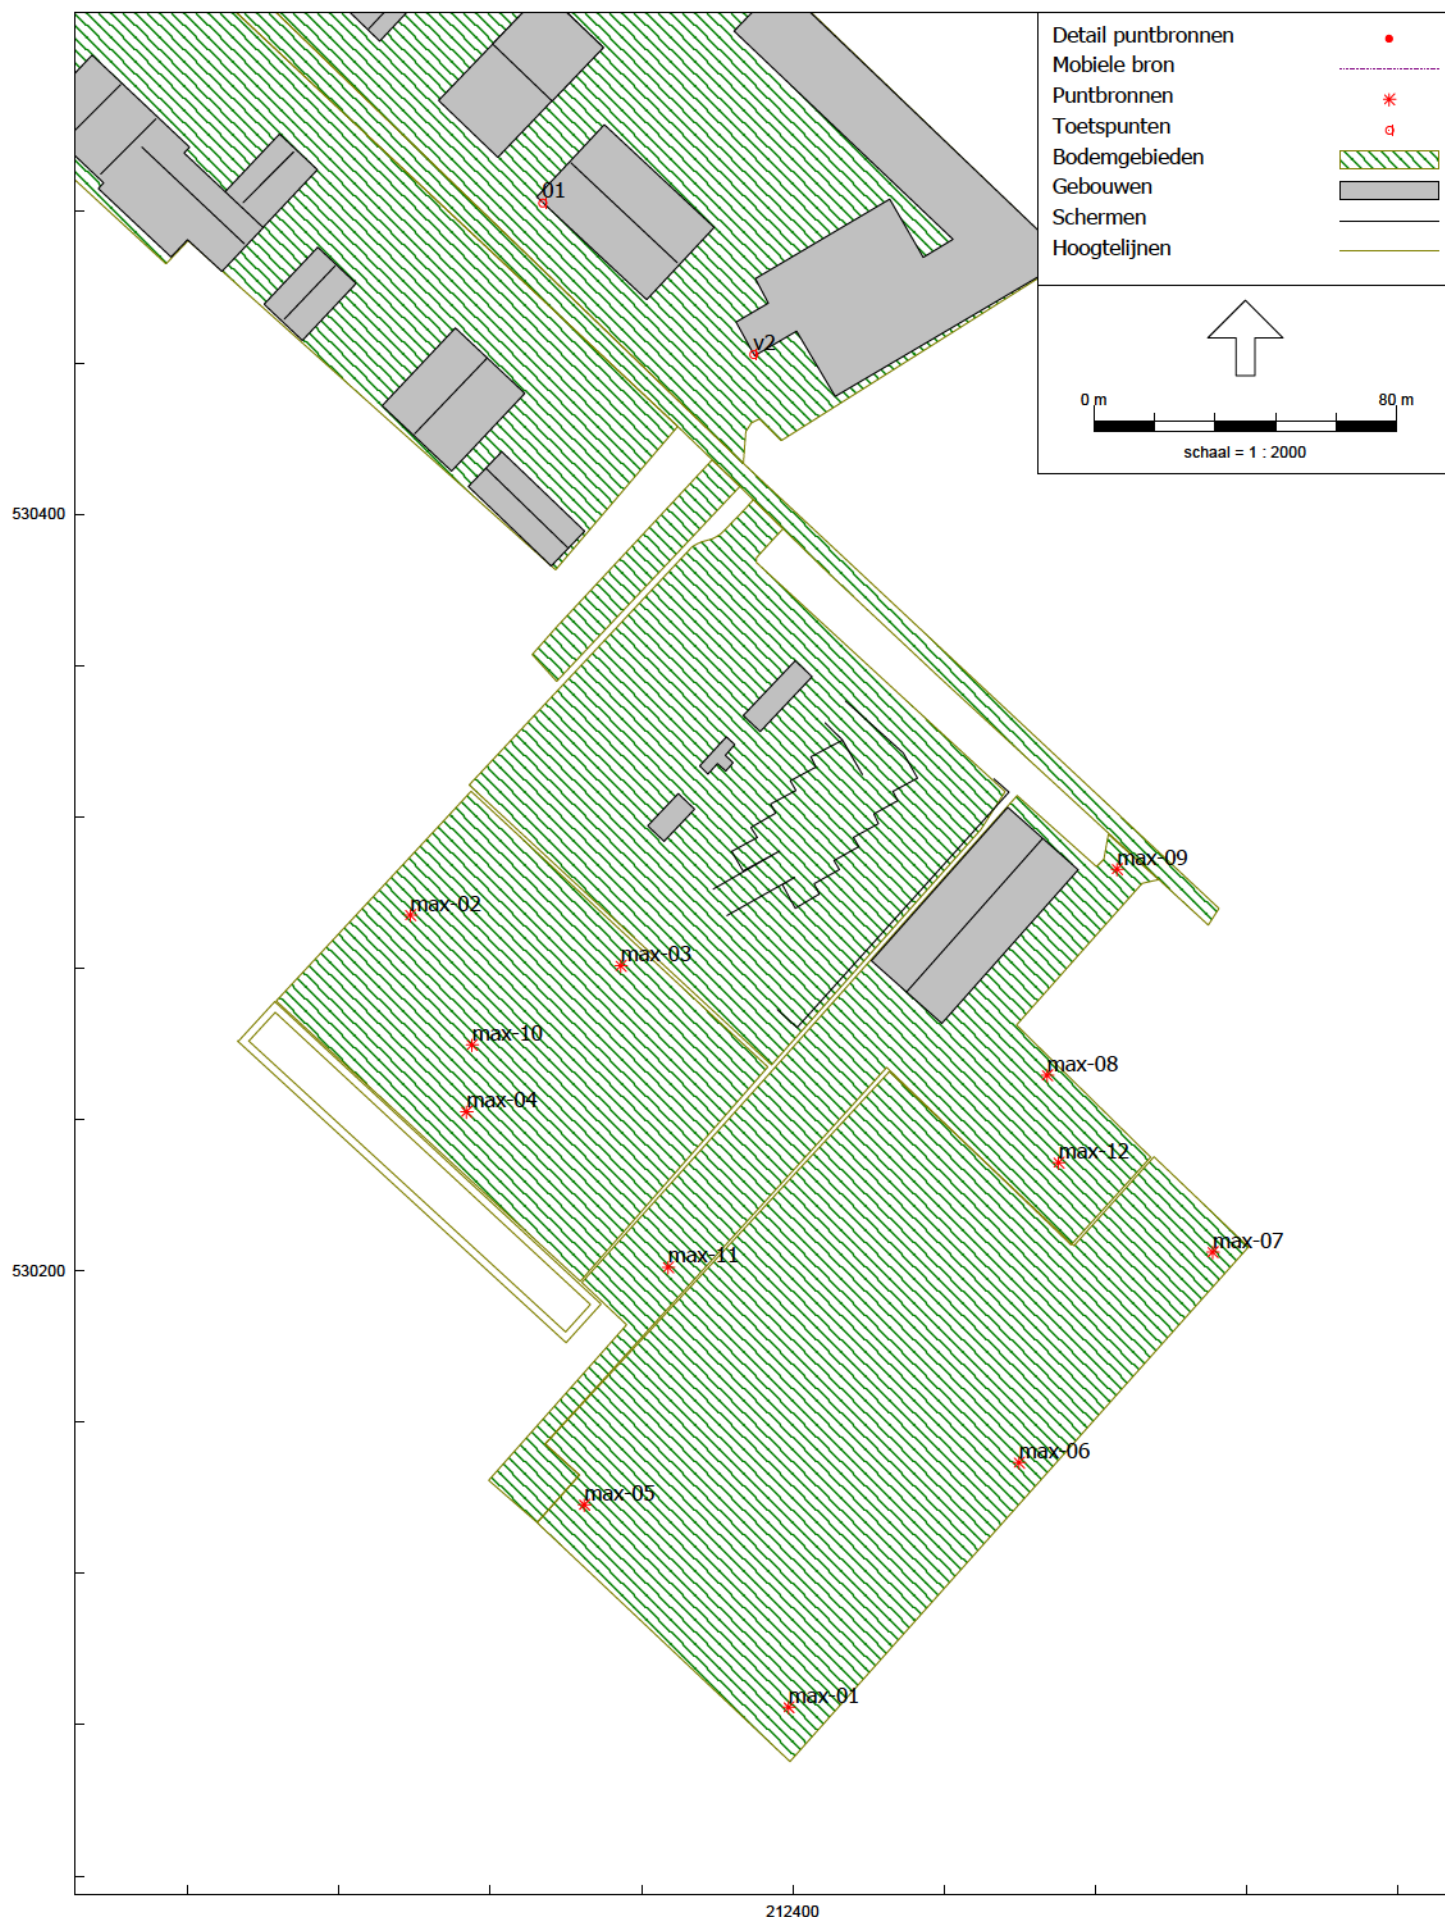 Detail puntbronnen
Mobiele bron
Puntbronnen
Toetspunten
Bodemgebieden
Gebouwen
Schermen
Hoogtelijnen
0 m 80 m
schaal = 1 : 2000
01
v2
530400
max-09
max-02
max-03
max-10
max-08
max-04
max-12
max-07
max-11
530200
max-06
max-05
max-01
212400